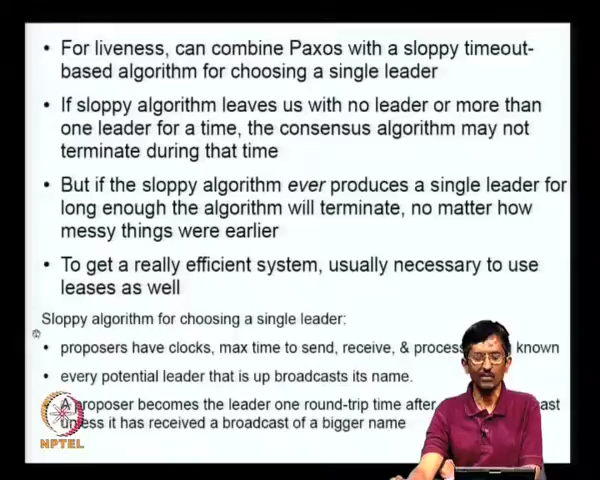 • For liveness, can combine Paxos with a sloppy timeout-
based algorithm for choosing a single leader
• If sloppy algorithm leaves us with no leader or more than
one leader for a time, the consensus algorithm may not
terminate during that time
• But if the sloppy algorithm ever produces a single leader for
long enough the algorithm will terminate, no matter how
messy things were earlier
• To get a really efficient system, usually necessary to use
leases as well
Sloppy algorithm for choosing a single leader:
• proposers have clocks, max time to send, receive, & process known
• every potential leader that is up broadcasts its name.
• A proposer becomes the leader one round-trip time after
unless it has received a broadcast of a bigger name
NPTEL